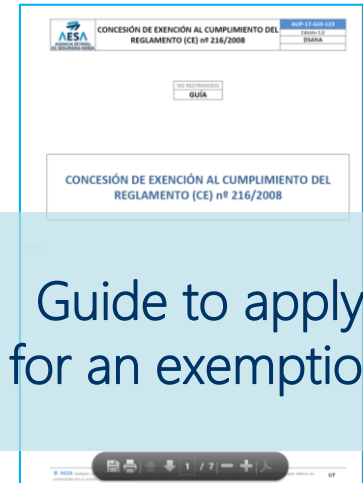 AESA
AGENCIA ESTATAL
DE SEGURIDAD AÉREA
CONCESIÓN DE EXENCIÓN AL CUMPLIMIENTO DEL
REGLAMENTO (CE) nº 216/2008
AUP-17-GUI-123
Edición 1.0
DSANA
NO RESTRINGIDO
GUÍA
CONCESIÓN DE EXENCIÓN AL CUMPLIMIENTO DEL
REGLAMENTO (CE) nº 216/2008
Guide to apply
for an exemptio
1 / 7
© AESA
1/7